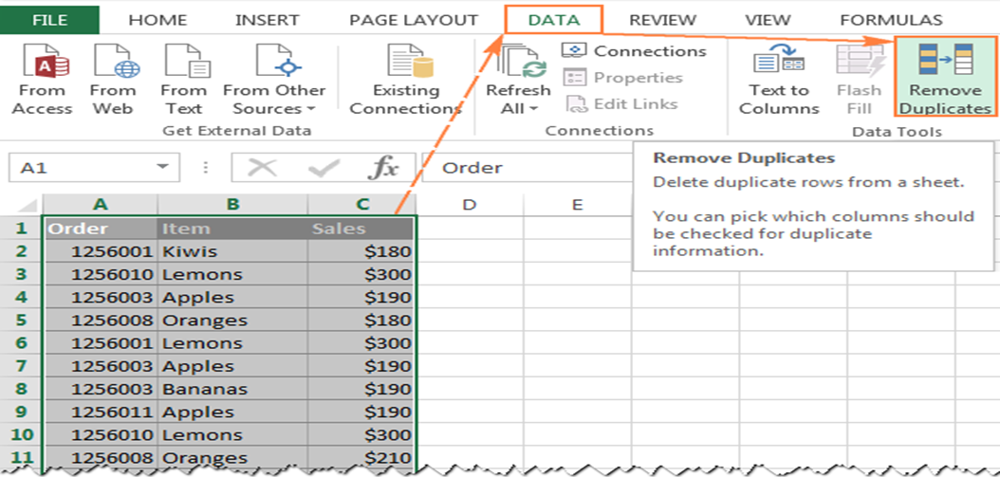 FILE HOME INSERT PAGE LAYOUT DATA REVIEW VIEW FORMULAS
From Access
From Web
From Text
From Other Sources
Get External Data
Existing Connections
Refresh All
Connections
Properties
Edit Links
Connections
Text to Columns
Flash Fill
Remove Duplicates
Data Tools
A1 fx Order
Remove Duplicates
Delete duplicate rows from a sheet.
You can pick which columns should
be checked for duplicate
information.
A B C D E
1 Order Item Sales
2 1256001 Kiwis $180
3 1256010 Lemons $300
4 1256003 Apples $190
5 1256008 Oranges $180
6 1256001 Lemons $300
7 1256003 Apples $190
8 1256003 Bananas $190
9 1256011 Apples $190
10 1256010 Lemons $300
11 1256008 Oranges $210